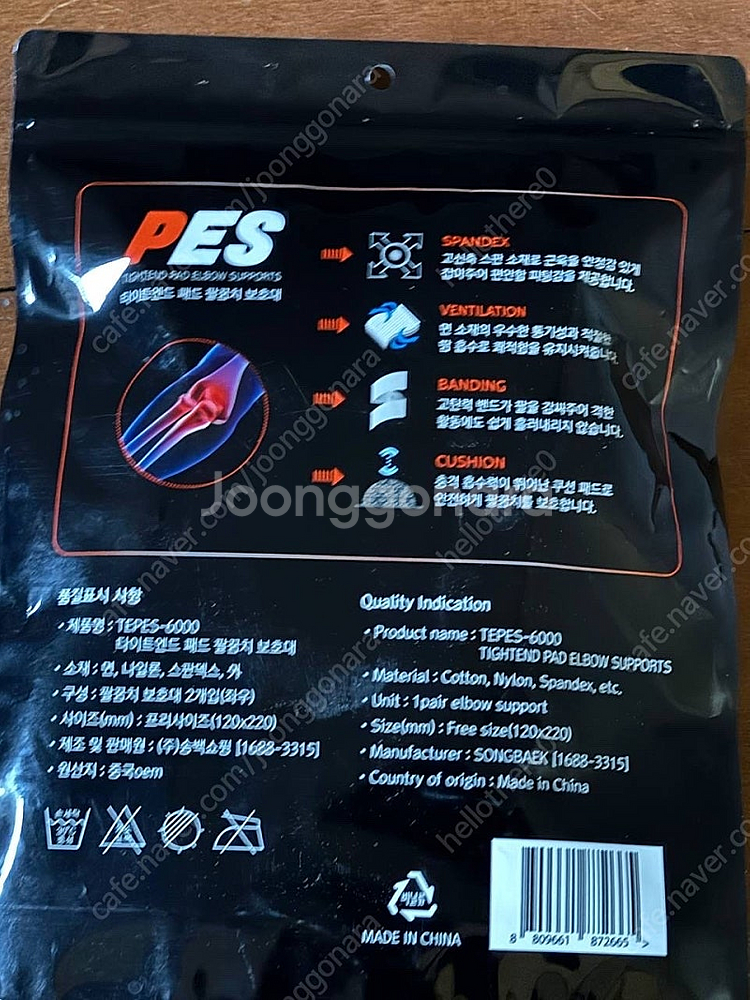 PES
TIGHTEND PAD ELBOW SUPPORTS
타이트엔드 패드 팔꿈치 보호대
SPANDEX
고신축 스판 소재로 근육을 안정감 있게
잡아주어 편안함 피팅감을 제공합니다.
VENTILATION
면 소재의 우수한 통기성과 적절한
땀 흡수로 쾌적함을 유지시켜줍니다.
BANDING
고탄력 밴드가 팔을 감싸주어 격한
활동에도 쉽게 흘러내리지 않습니다.
CUSHION
충격 흡수력이 뛰어난 쿠션 패드로
안전하게 팔꿈치를 보호합니다.
품질표시 사항
· 제품명 : TEPES-6000
타이트엔드 패드 팔꿈치 보호대
· 소재 : 면, 나일론, 스판덱스, 외
· 구성 : 팔꿈치 보호대 2개입(좌우)
· 사이즈(mm) : 프리사이즈(120x220)
· 제조 및 판매원 : (주)송백쇼핑 [1688-3315]
· 원산지 : 중국oem
Quality Indication
· Product name : TEPES-6000
TIGHTEND PAD ELBOW SUPPORTS
· Material : Cotton, Nylon, Spandex, etc.
· Unit : 1pair elbow support
· Size(mm) : Free size(120x220)
· Manufacturer : SONGBAEK [1688-3315]
· Country of origin : Made in China
MADE IN CHINA
8 809661 872665 >
Joonggonara
cafe.naver.com/joonggonara
hellothere0